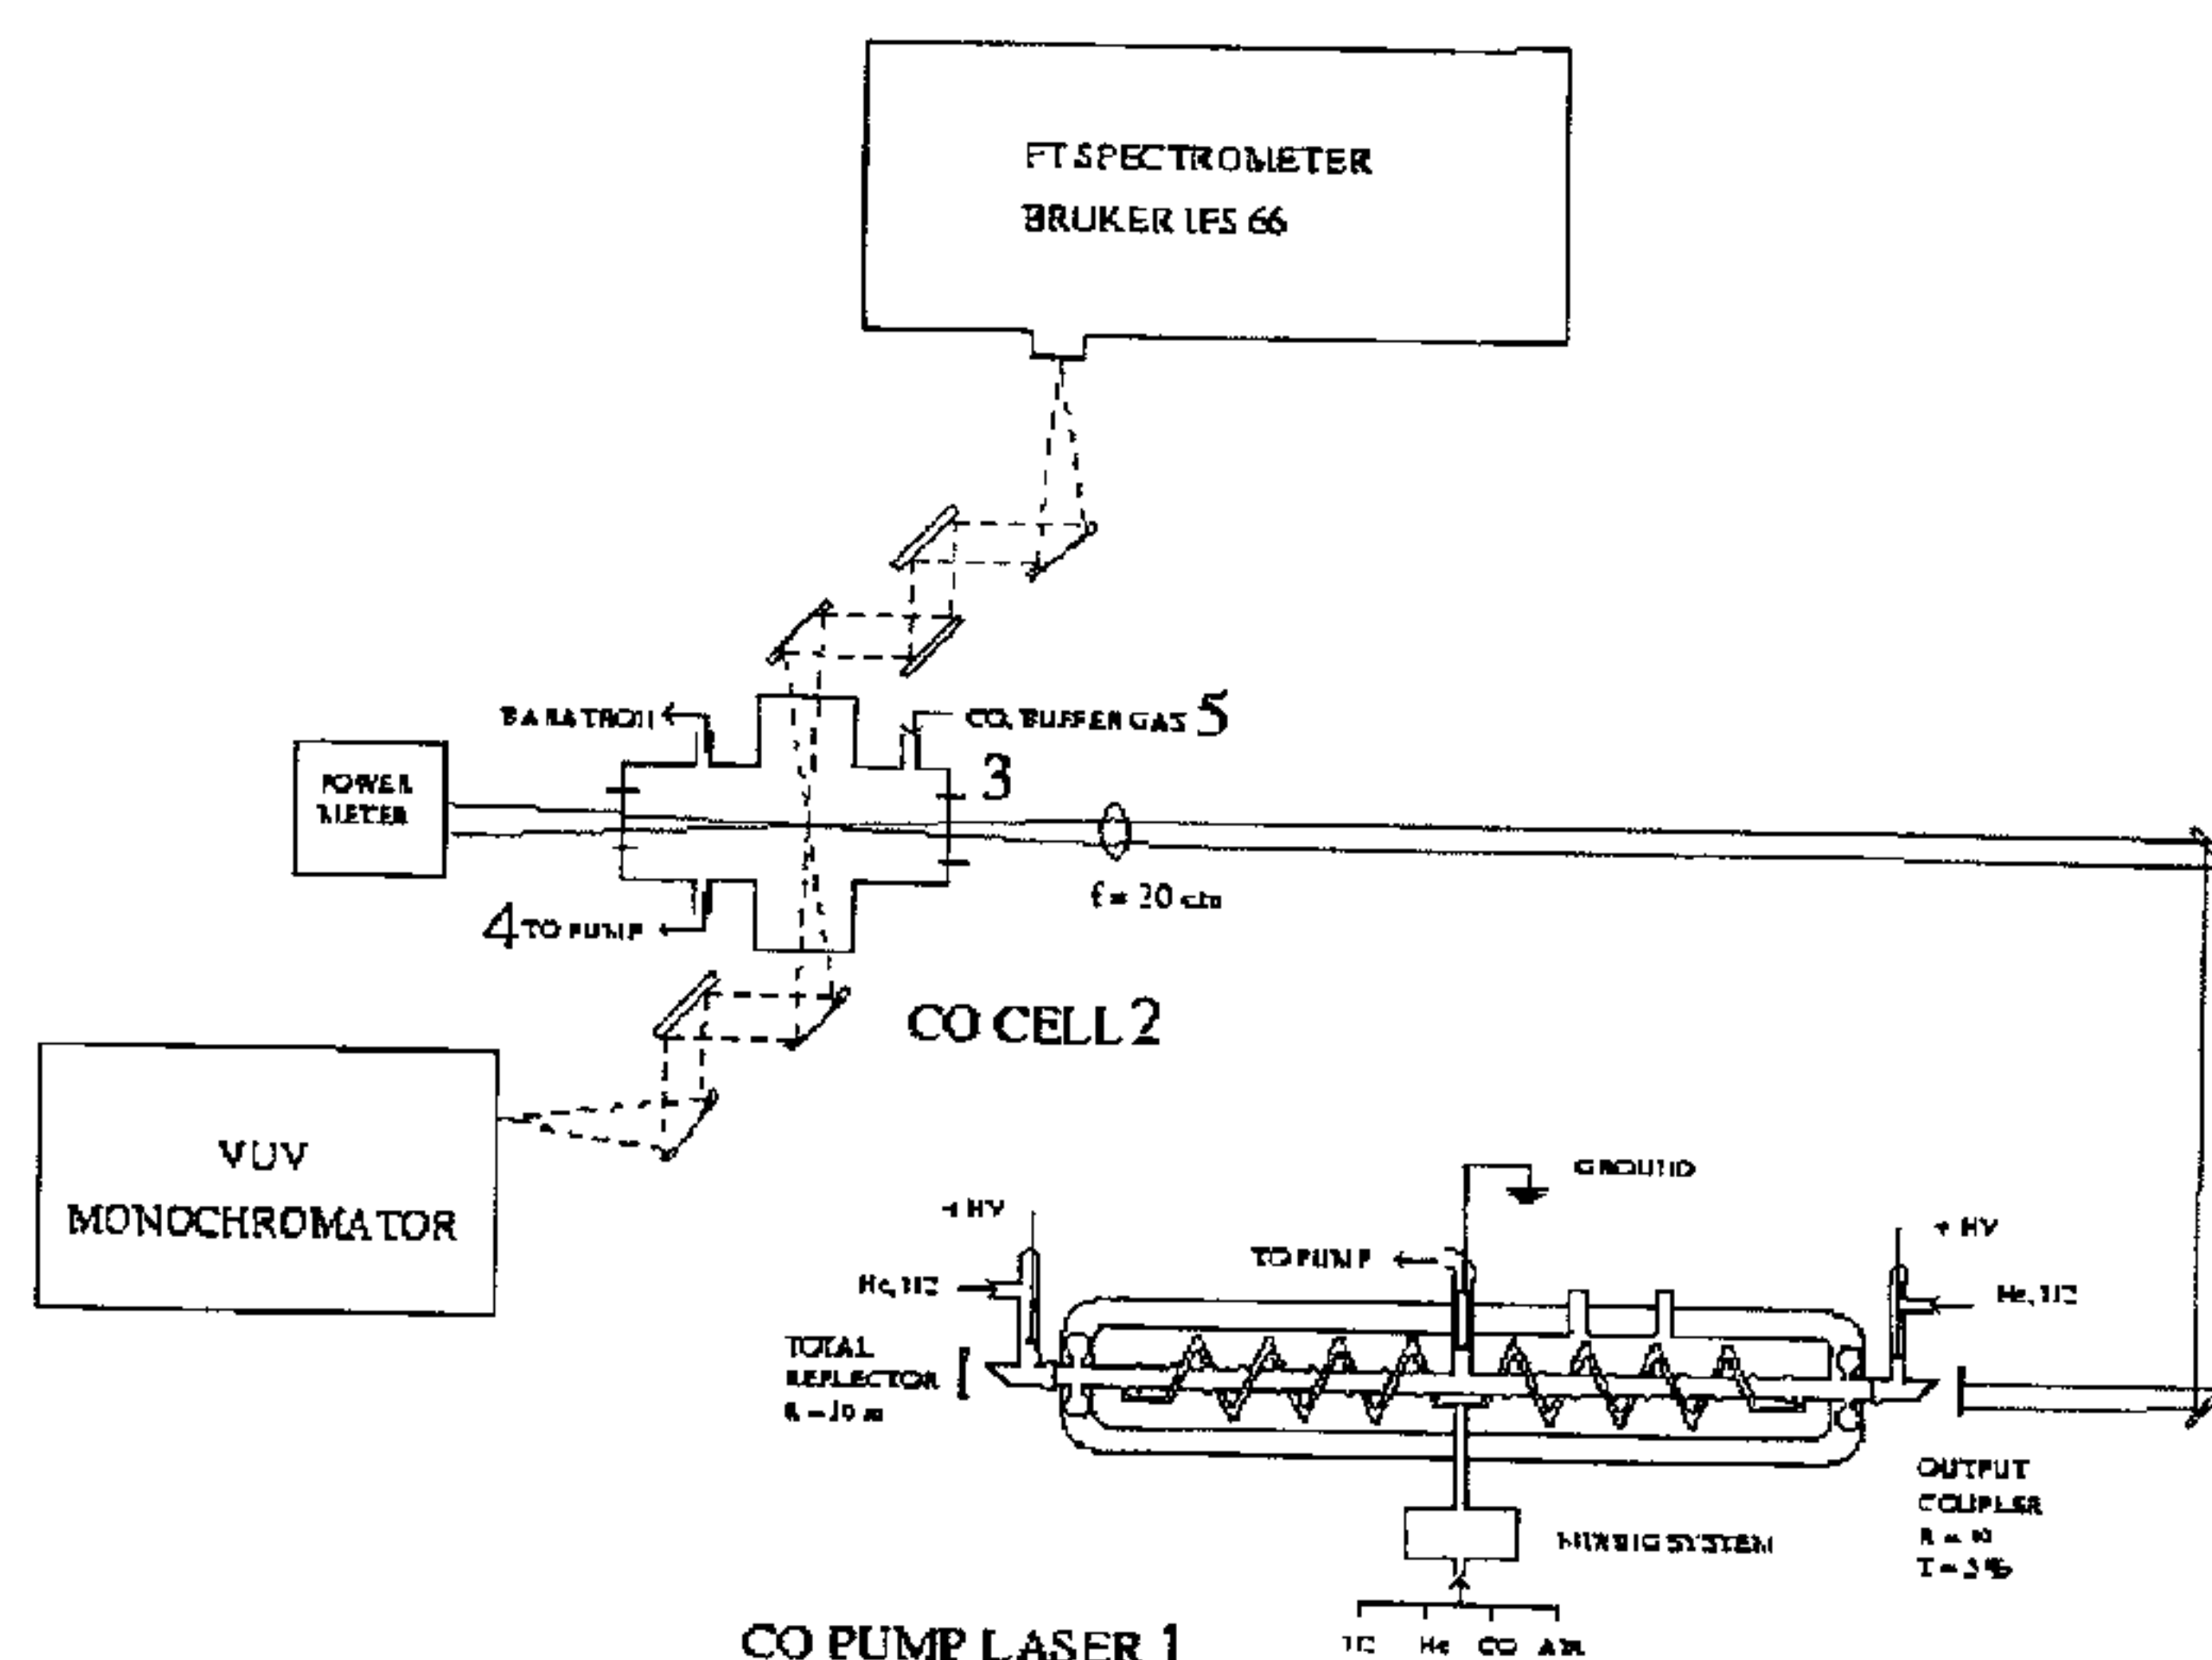 FT SPECTROMETER
BRUKER IFS 66
BARATRON
CO, BUFFER GAS 5
3
POWER
METER
4 TO PUMP
CO CELL 2
VUV
MONOCHROMATOR
GROUND
+ HV
+ HV
TO PUMP
TOTAL
REFLECTOR
OUTPUT
COUPLER
MIXING SYSTEM
He CO AIR
CO PUMP LASER 1